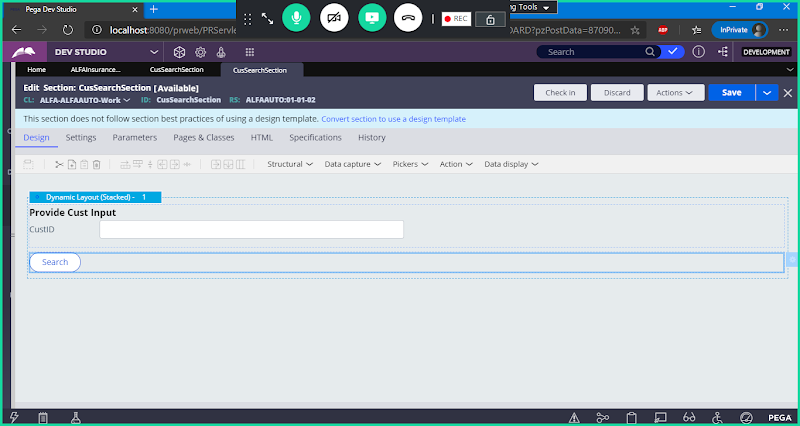 Pega Dev Studio
ng Tools
REC
localhost:8080/prweb/PRServle
DARD?pzPostData=87090...
ABP
InPrivate
DEV STUDIO
Search
DEVELOPMENT
Home
ALFAInsurance...
CusSearchSection
CusSearchSection
Edit Section: CusSearchSection [Available]
CL: ALFA-ALFAAUTO-Work ID: CusSearchSection RS: ALFAAUTO:01-01-02
Check in
Discard
Actions
Save
This section does not follow section best practices of using a design template. Convert section to use a design template
Design Settings Parameters Pages & Classes HTML Specifications History
Structural Data capture Pickers Action Data display
Dynamic Layout (Stacked) - 1
Provide Cust Input
CustID
Search
PEGA